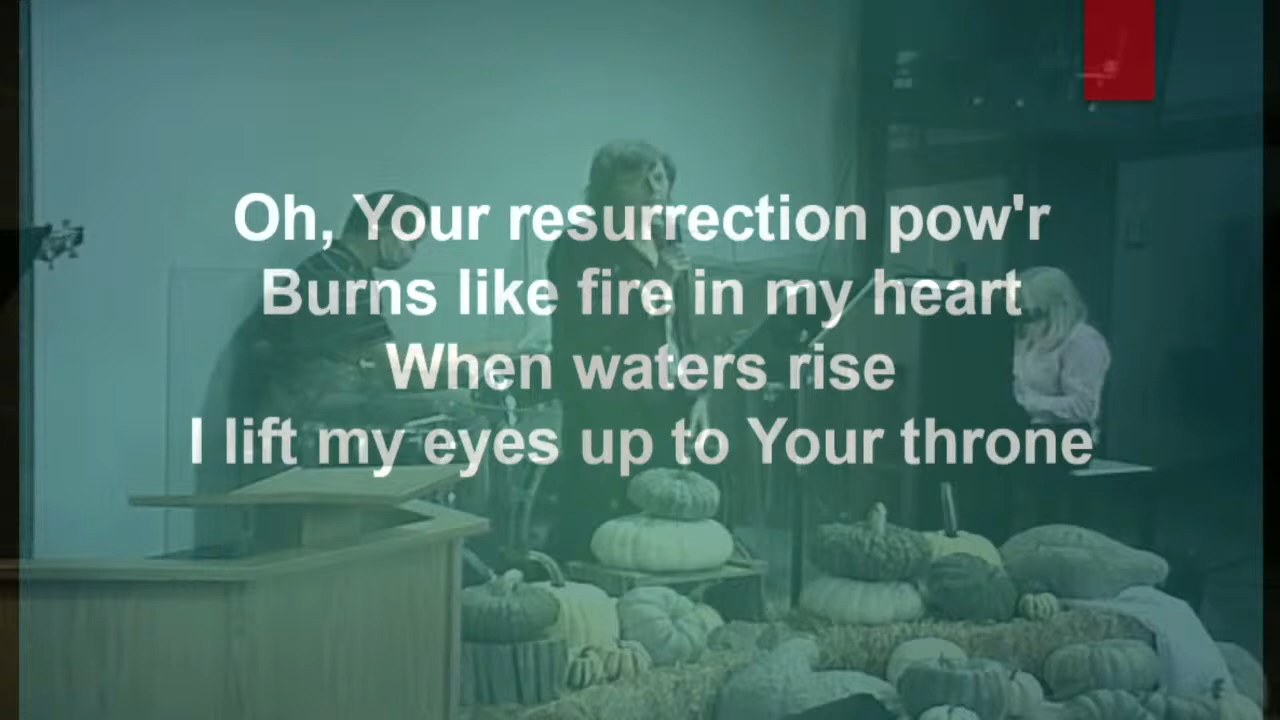 Oh, Your resurrection pow'r
Burns like fire in my heart
When waters rise
I lift my eyes up to Your throne